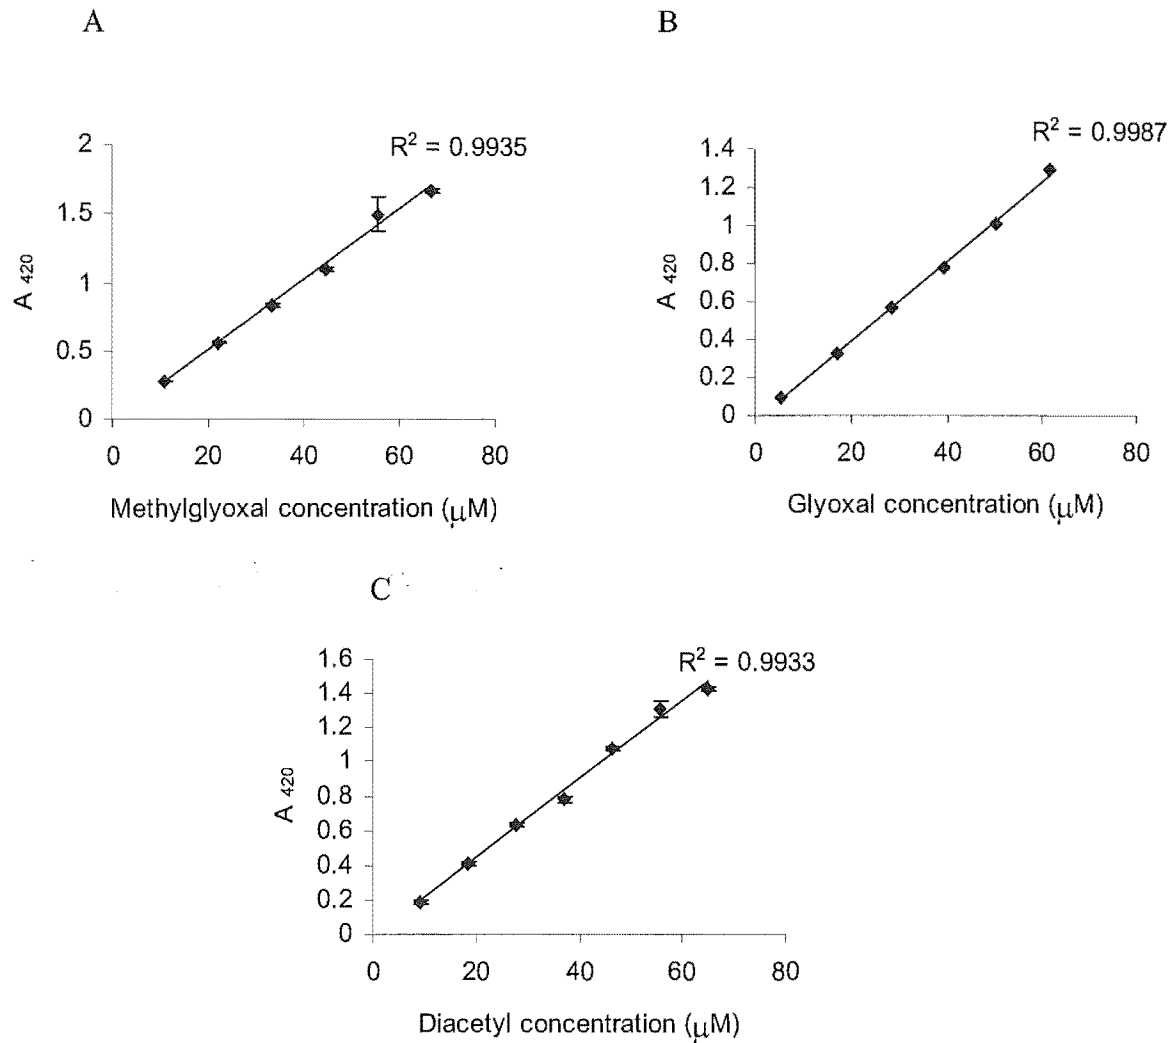 A
R² = 0.9935
2
1.5
1
0.5
0
A 420
0 20 40 60 80
Methylglyoxal concentration (μM)
B
R² = 0.9987
1.4
1.2
1
0.8
0.6
0.4
0.2
0
A 420
0 20 40 60 80
Glyoxal concentration (μM)
C
R² = 0.9933
1.6
1.4
1.2
1
0.8
0.6
0.4
0.2
0
A 420
0 20 40 60 80
Diacetyl concentration (μM)